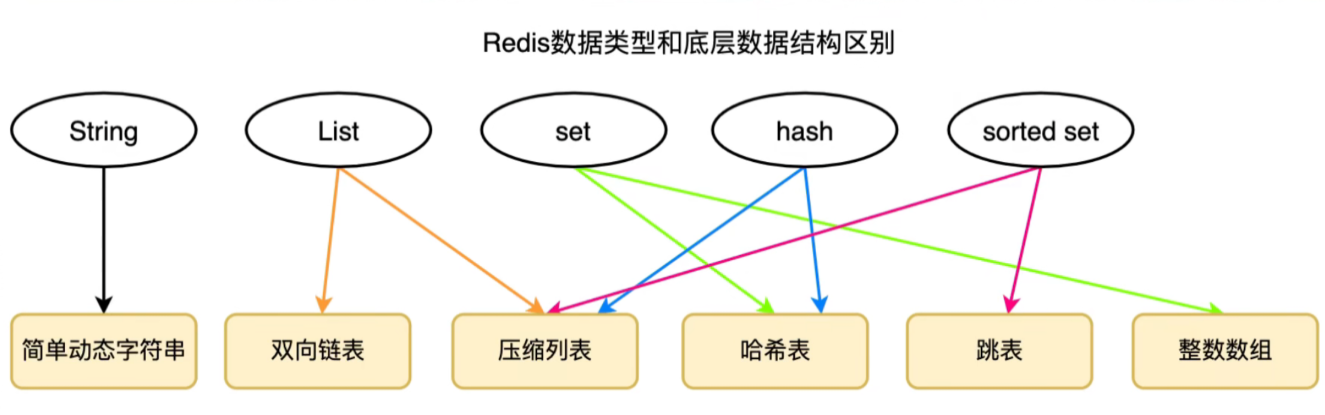 Redis数据类型和底层数据结构区别
String
List
set
hash
sorted set
简单动态字符串
双向链表
压缩列表
哈希表
跳表
整数数组